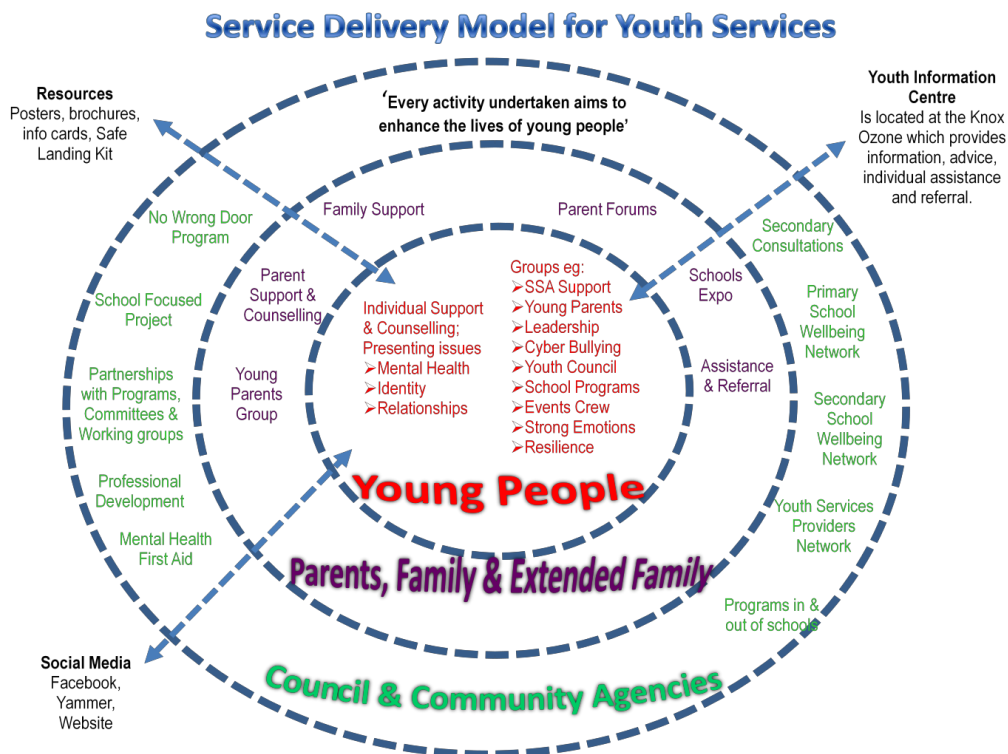 Service Delivery Model for Youth Services
Resources
Posters, brochures,
info cards, Safe
Landing Kit
‘Every activity undertaken aims to
enhance the lives of young people’
Youth Information
Centre
Is located at the Knox
Ozone which provides
information, advice,
individual assistance
and referral.
No Wrong Door
Program
School Focused
Project
Partnerships
with Programs,
Committees &
Working groups
Professional
Development
Mental Health
First Aid
Family Support
Parent Forums
Parent
Support &
Counselling
Young
Parents
Group
Individual Support
& Counselling;
Presenting issues
➢Mental Health
➢Identity
➢Relationships
Groups eg:
➢SSA Support
➢Young Parents
➢Leadership
➢Cyber Bullying
➢Youth Council
➢School Programs
➢Events Crew
➢Strong Emotions
➢Resilience
Schools
Expo
Assistance
& Referral
Secondary
Consultations
Primary
School
Wellbeing
Network
Secondary
School
Wellbeing
Network
Youth Services
Providers
Network
Programs in &
out of schools
Young People
Parents, Family & Extended Family
Council & Community Agencies
Social Media
Facebook,
Yammer,
Website